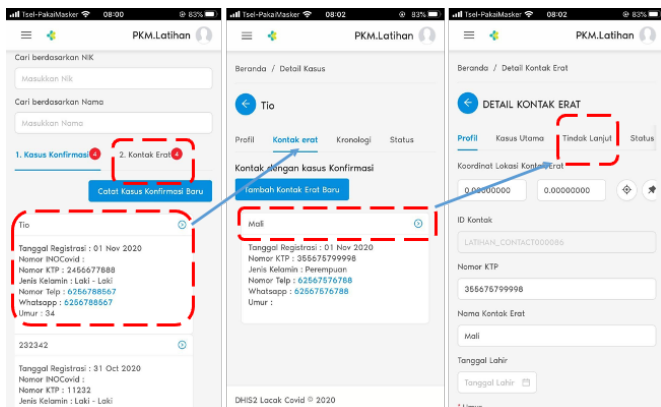 Tsel-PakaiMasker 08:00 83%
PKM.Latihan
Cari berdasarkan NIK
Masukkan Nik
Cari berdasarkan Nama
Masukkan Nama
1. Kasus Konfirmasi 4
2. Kontak Erat 4
Catat Kasus Konfirmasi Baru
Tio
Tanggal Registrasi : 01 Nov 2020
Nomor INOCovid :
Nomor KTP : 2456677888
Jenis Kelamin : Laki - Laki
Nomor Telp : 6256788567
Whatsapp : 6256788567
Umur : 34
232342
Tanggal Registrasi : 31 Oct 2020
Nomor INOCovid :
Nomor KTP : 11232
Jenis Kelamin : Laki - Laki
Tsel-PakaiMasker 08:02 83%
PKM.Latihan
Beranda / Detail Kasus
Tio
Profil Kontak erat Kronologi Status
Kontak dengan kasus Konfirmasi
Tambah Kontak Erat Baru
Mali
Tanggal Registrasi : 01 Nov 2020
Nomor KTP : 355675799998
Jenis Kelamin : Perempuan
Nomor Telp : 62657576788
Whatsapp : 62657576788
Umur :
DHIS2 Lacak Covid © 2020
Tsel-PakaiMasker 08:02 83%
PKM.Latihan
Beranda / Detail Kontak Erat
DETAIL KONTAK ERAT
Profil Kasus Utama Tindak Lanjut Status
Koordinat Lokasi Kontak Erat
0.00000000 0.00000000
ID Kontak
LATIHAN_CONTACT000086
Nomor KTP
355675799998
Nama Kontak Erat
Mali
Tanggal Lahir
Tanggal Lahir
* Umur